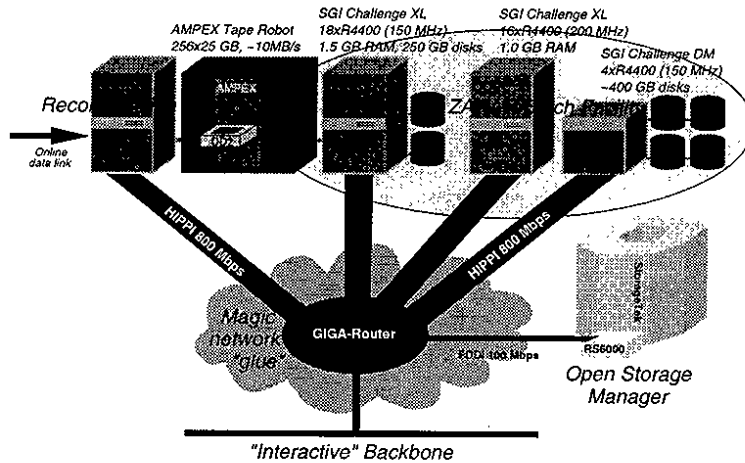 AMPEX Tape Robot
256x25 GB, ~10MB/s
SGI Challenge XL
18xR4400 (150 MHz)
1.5 GB RAM, 250 GB disks
SGI Challenge XL
16xR4400 (200 MHz)
1.0 GB RAM
SGI Challenge DM
4xR4400 (150 MHz)
~400 GB disks
AMPEX
Online
data link
HIPPI 800 Mbps
HIPPI 800 Mbps
Magic
network
"glue"
GIGA-Router
FDDI 100 Mbps
StorageTek
RS6000
Open Storage
Manager
"Interactive" Backbone